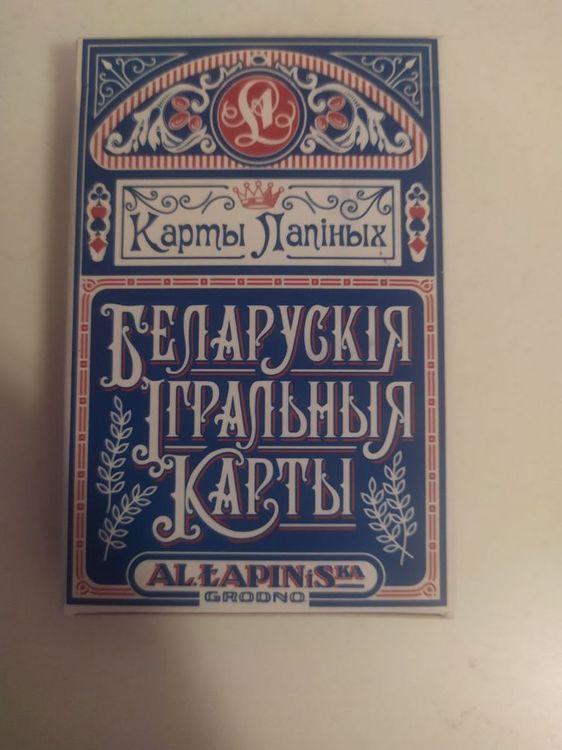 Карты Лапіных
Беларускія
Ігральныя
Карты
AL.ŁAPINiSKA
GRODNO